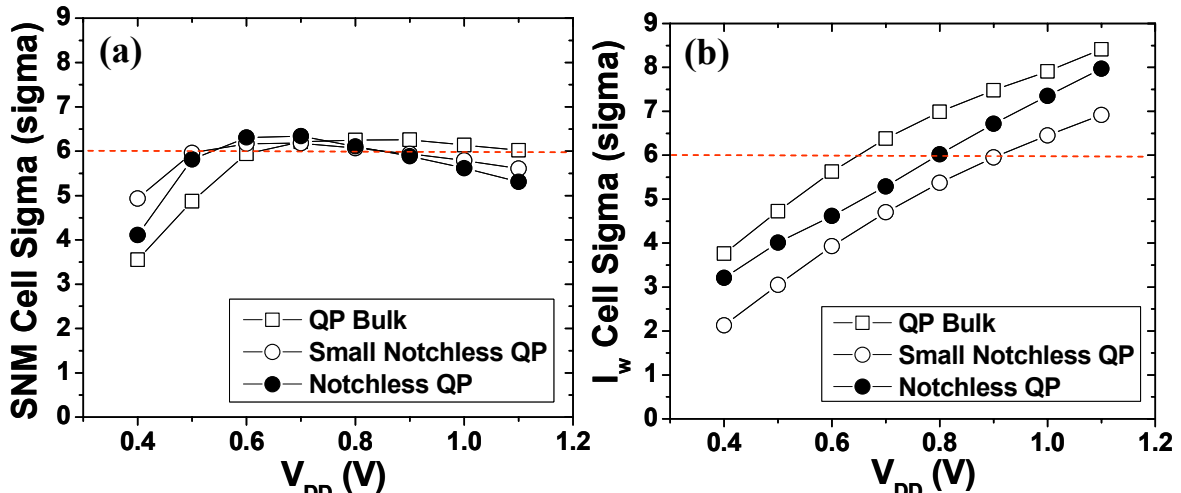 (a)
SNM Cell Sigma (sigma)
9
8
7
6
5
4
3
2
1
0
QP Bulk
Small Notchless QP
Notchless QP
0.4
0.6
0.8
1.0
1.2
V_DD (V)
(b)
I_w Cell Sigma (sigma)
9
8
7
6
5
4
3
2
1
0
QP Bulk
Small Notchless QP
Notchless QP
0.4
0.6
0.8
1.0
1.2
V_DD (V)